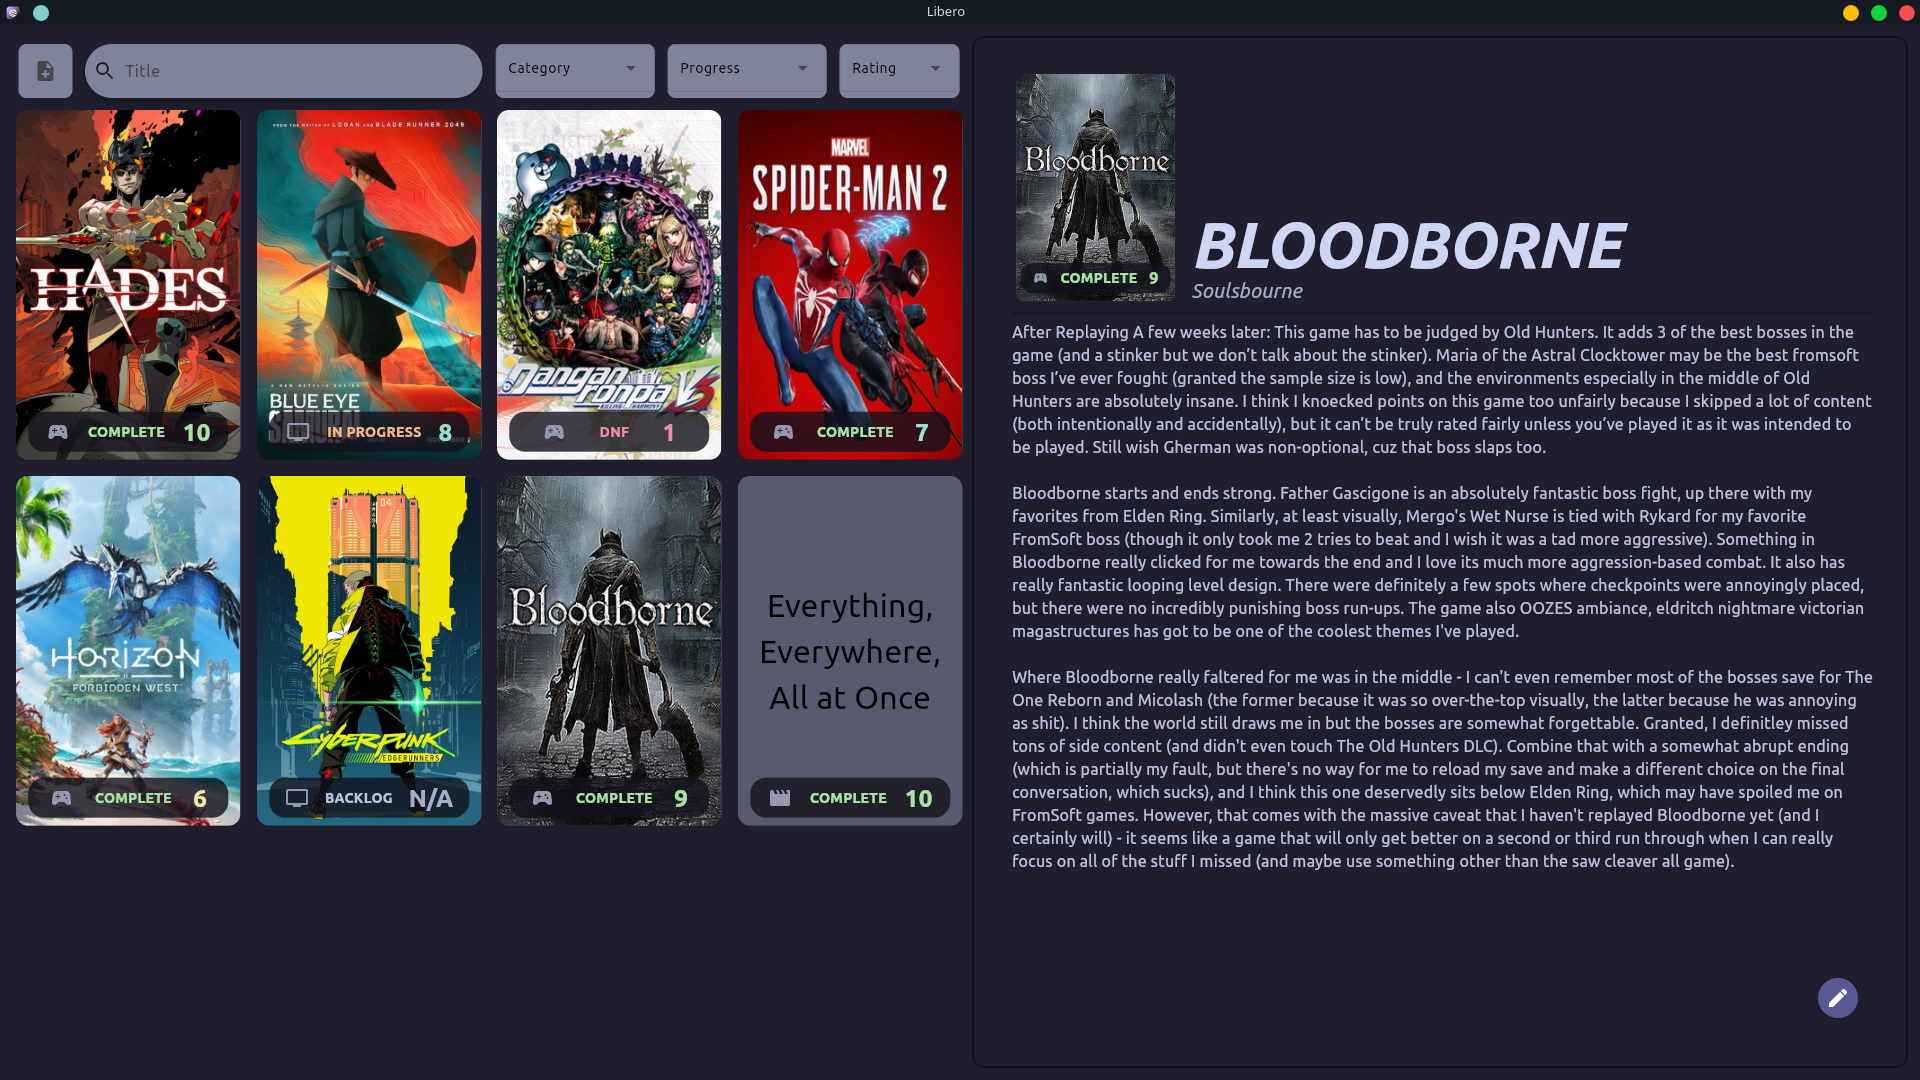 Libero
Title
Category
Progress
Rating
HADES
COMPLETE 10
FROM THE WRITER OF LOGAN AND BLADE RUNNER 2049
A NEW NETFLIX SERIES
BLUE EYE
SAMURAI
IN PROGRESS 8
Danganronpa V3
KILLING HARMONY
DNF 1
MARVEL
SPIDER-MAN 2
COMPLETE 7
HORIZON
FORBIDDEN WEST
COMPLETE 6
04
Cyberpunk
EDGERUNNERS
BACKLOG N/A
Bloodborne
COMPLETE 9
Everything,
Everywhere,
All at Once
COMPLETE 10
Bloodborne
COMPLETE 9
BLOODBORNE
Soulsbourne
After Replaying A few weeks later: This game has to be judged by Old Hunters. It adds 3 of the best bosses in the
game (and a stinker but we don’t talk about the stinker). Maria of the Astral Clocktower may be the best fromsoft
boss I’ve ever fought (granted the sample size is low), and the environments especially in the middle of Old
Hunters are absolutely insane. I think I knoecked points on this game too unfairly because I skipped a lot of content
(both intentionally and accidentally), but it can’t be truly rated fairly unless you’ve played it as it was intended to
be played. Still wish Gherman was non-optional, cuz that boss slaps too.
Bloodborne starts and ends strong. Father Gascigone is an absolutely fantastic boss fight, up there with my
favorites from Elden Ring. Similarly, at least visually, Mergo's Wet Nurse is tied with Rykard for my favorite
FromSoft boss (though it only took me 2 tries to beat and I wish it was a tad more aggressive). Something in
Bloodborne really clicked for me towards the end and I love its much more aggression-based combat. It also has
really fantastic looping level design. There were definitely a few spots where checkpoints were annoyingly placed,
but there were no incredibly punishing boss run-ups. The game also OOZES ambiance, eldritch nightmare victorian
magastructures has got to be one of the coolest themes I've played.
Where Bloodborne really faltered for me was in the middle - I can't even remember most of the bosses save for The
One Reborn and Micolash (the former because it was so over-the-top visually, the latter because he was annoying
as shit). I think the world still draws me in but the bosses are somewhat forgettable. Granted, I definitley missed
tons of side content (and didn't even touch The Old Hunters DLC). Combine that with a somewhat abrupt ending
(which is partially my fault, but there's no way for me to reload my save and make a different choice on the final
conversation, which sucks), and I think this one deservedly sits below Elden Ring, which may have spoiled me on
FromSoft games. However, that comes with the massive caveat that I haven't replayed Bloodborne yet (and I
certainly will) - it seems like a game that will only get better on a second or third run through when I can really
focus on all of the stuff I missed (and maybe use something other than the saw cleaver all game).